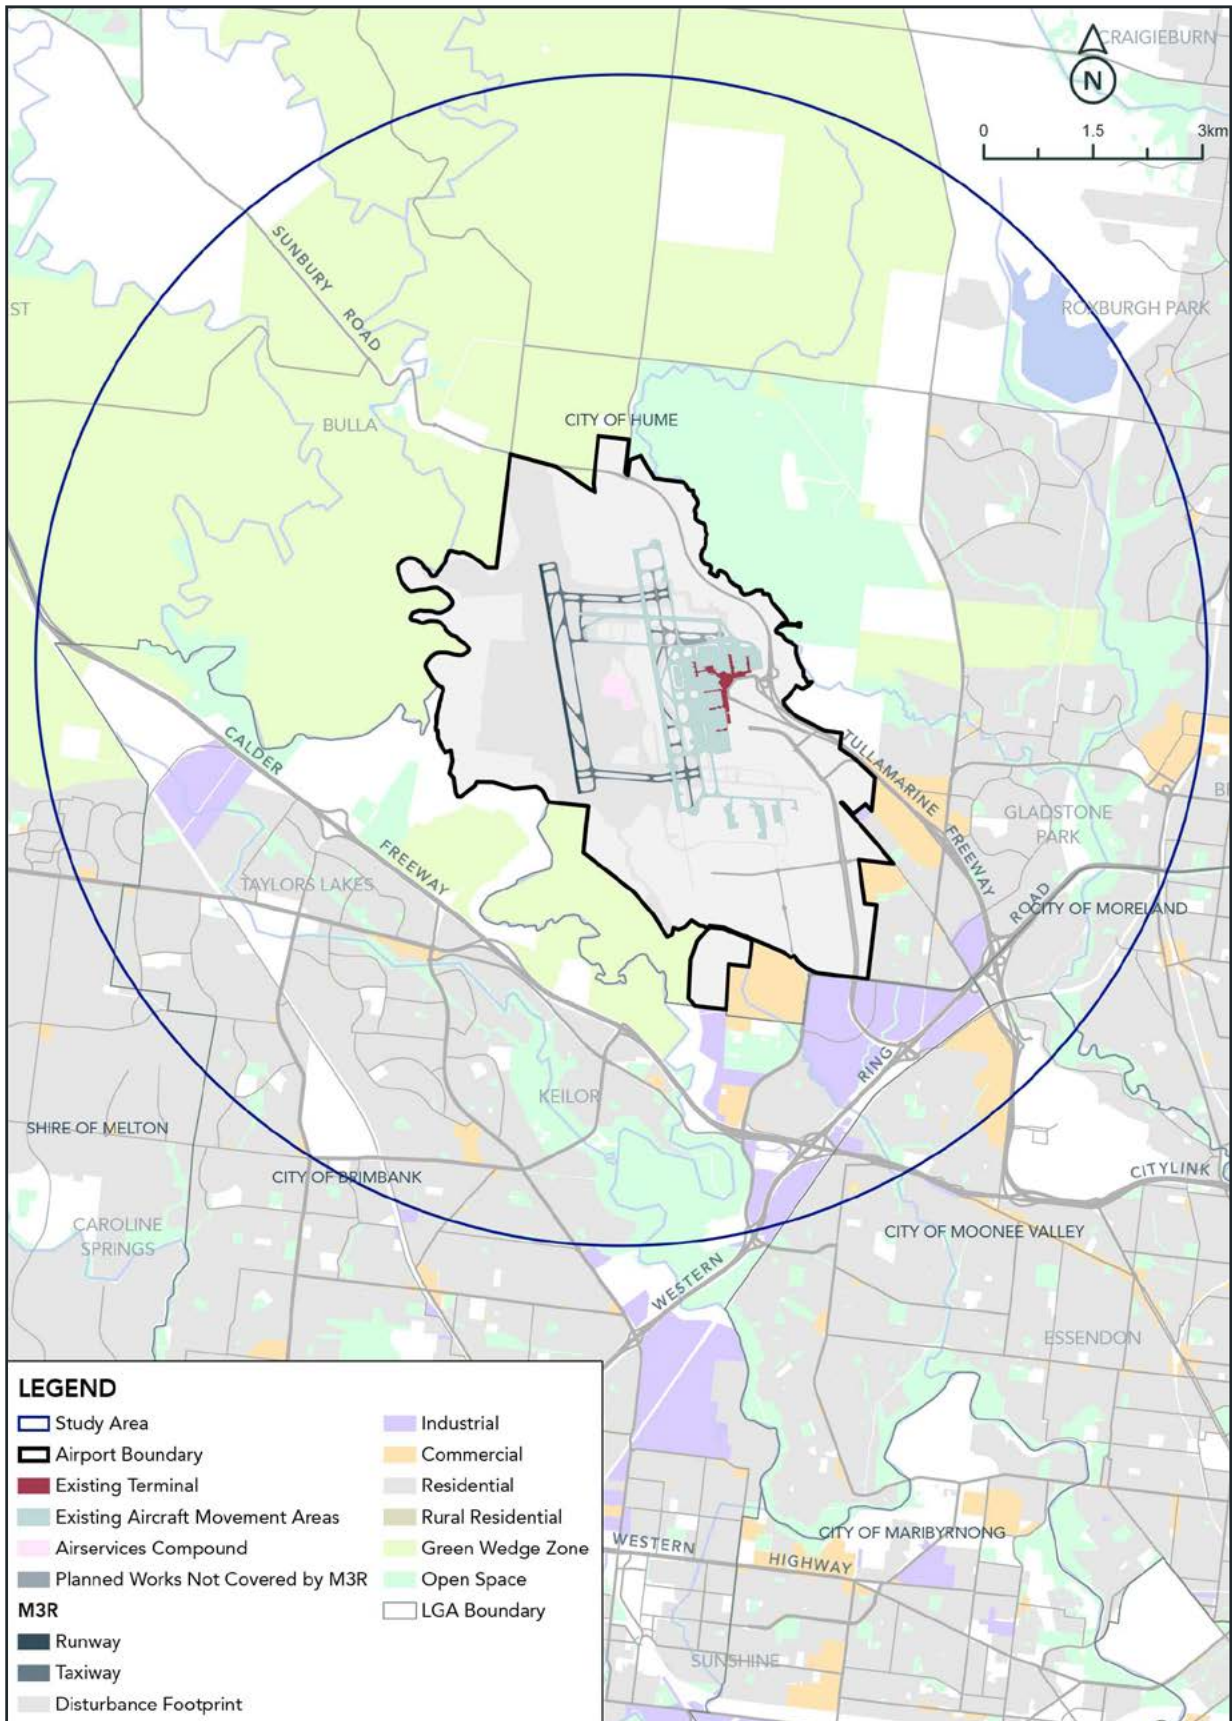 CRAIGIEBURN
N
0 1.5 3km
SUNBURY ROAD
ST
ROXBURGH PARK
BULLA
CITY OF HUME
CALDER FREEWAY
TULLAMARINE FREEWAY
GLADSTONE
PARK
TAYLORS LAKES
ROAD
CITY OF MORELAND
RING
KEILOR
SHIRE OF MELTON
CITY OF BRIMBANK
CITYLINK
CAROLINE
SPRINGS
CITY OF MOONEE VALLEY
WESTERN
ESSENDON
CITY OF MARIBYRNONG
WESTERN HIGHWAY
SUNSHINE
LEGEND
Study Area
Airport Boundary
Existing Terminal
Existing Aircraft Movement Areas
Airservices Compound
Planned Works Not Covered by M3R
M3R
Runway
Taxiway
Disturbance Footprint
Industrial
Commercial
Residential
Rural Residential
Green Wedge Zone
Open Space
LGA Boundary